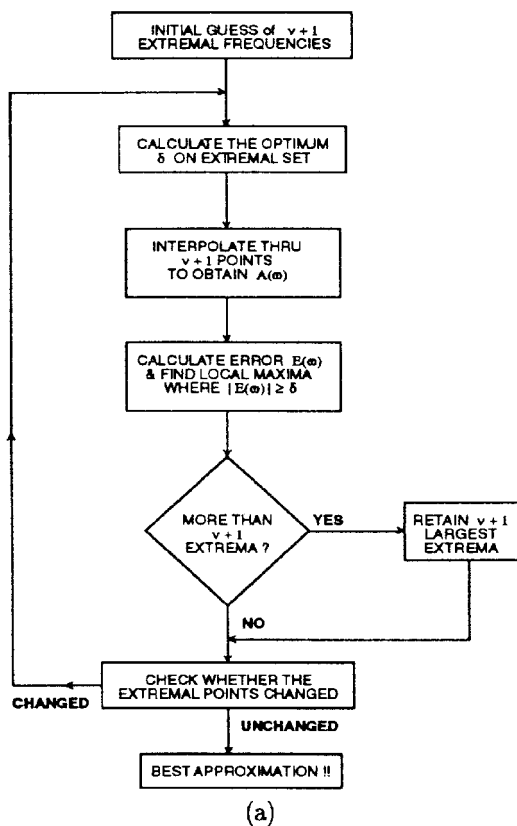 INITIAL GUESS of ν + 1
EXTREMAL FREQUENCIES
CALCULATE THE OPTIMUM
δ ON EXTREMAL SET
INTERPOLATE THRU
ν + 1 POINTS
TO OBTAIN A(ω)
CALCULATE ERROR E(ω)
& FIND LOCAL MAXIMA
WHERE |E(ω)| ≥ δ
MORE THAN
ν + 1
EXTREMA ?
YES
RETAIN ν + 1
LARGEST
EXTREMA
NO
CHECK WHETHER THE
EXTREMAL POINTS CHANGED
CHANGED
UNCHANGED
BEST APPROXIMATION !!
(a)